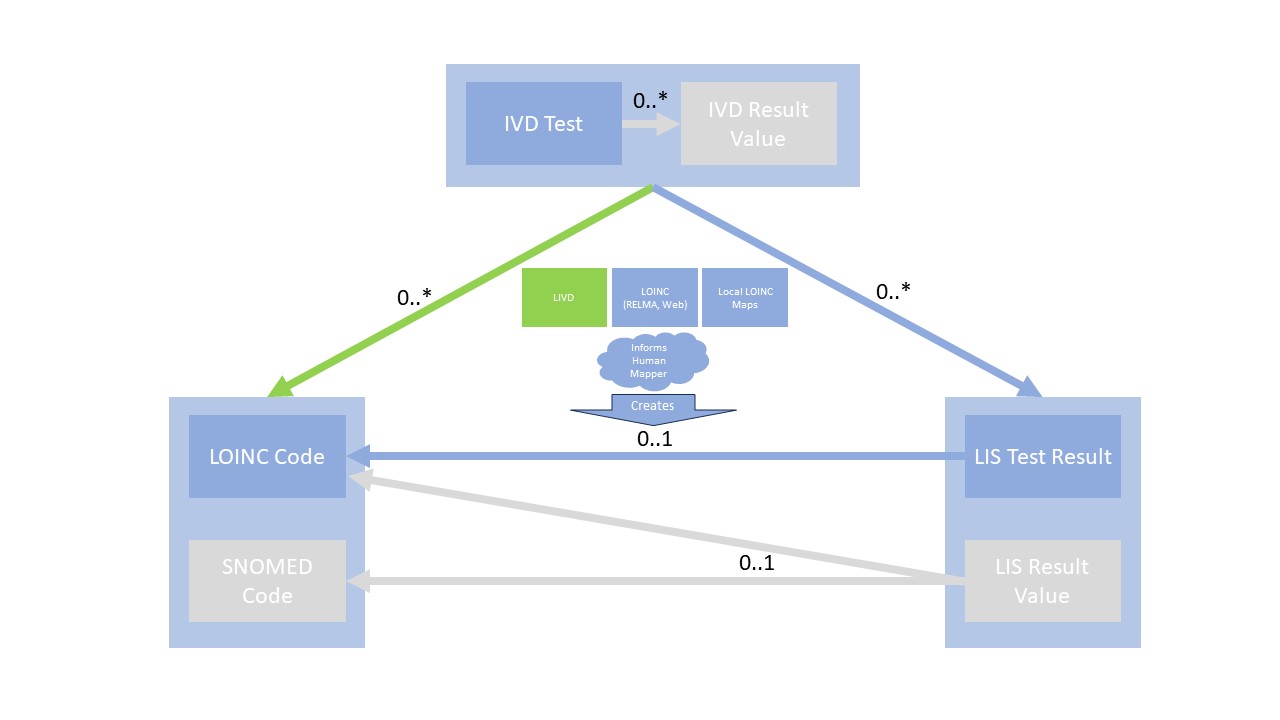 IVD Test
0..*
IVD Result
Value
0..*
0..*
LIVD
LOINC
(RELMA, Web)
Local LOINC
Maps
Informs
Human
Mapper
Creates
0..1
LOINC Code
LIS Test Result
0..1
SNOMED
Code
LIS Result
Value